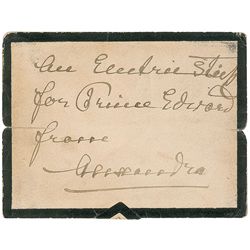 An Electric
for Prince Edward
from
Alexandra